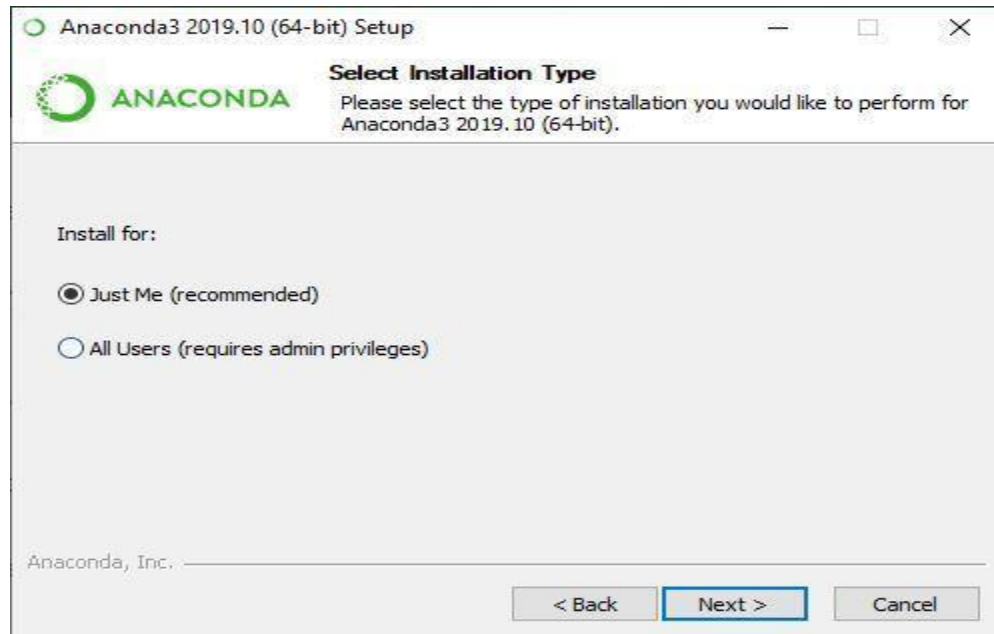 Anaconda3 2019.10 (64-bit) Setup
ANACONDA
Select Installation Type
Please select the type of installation you would like to perform for
Anaconda3 2019.10 (64-bit).
Install for:
Just Me (recommended)
All Users (requires admin privileges)
Anaconda, Inc.
< Back Next > Cancel